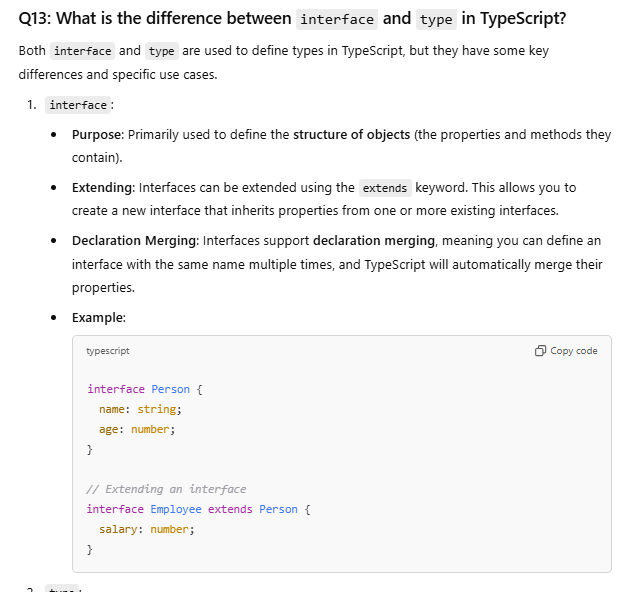 Q13: What is the difference between interface and type in TypeScript?
Both interface and type are used to define types in TypeScript, but they have some key
differences and specific use cases.
1. interface:
• Purpose: Primarily used to define the structure of objects (the properties and methods they
contain).
• Extending: Interfaces can be extended using the extends keyword. This allows you to
create a new interface that inherits properties from one or more existing interfaces.
• Declaration Merging: Interfaces support declaration merging, meaning you can define an
interface with the same name multiple times, and TypeScript will automatically merge their
properties.
• Example:
typescript
Copy code
interface Person {
  name: string;
  age: number;
}
// Extending an interface
interface Employee extends Person {
  salary: number;
}
2. type: